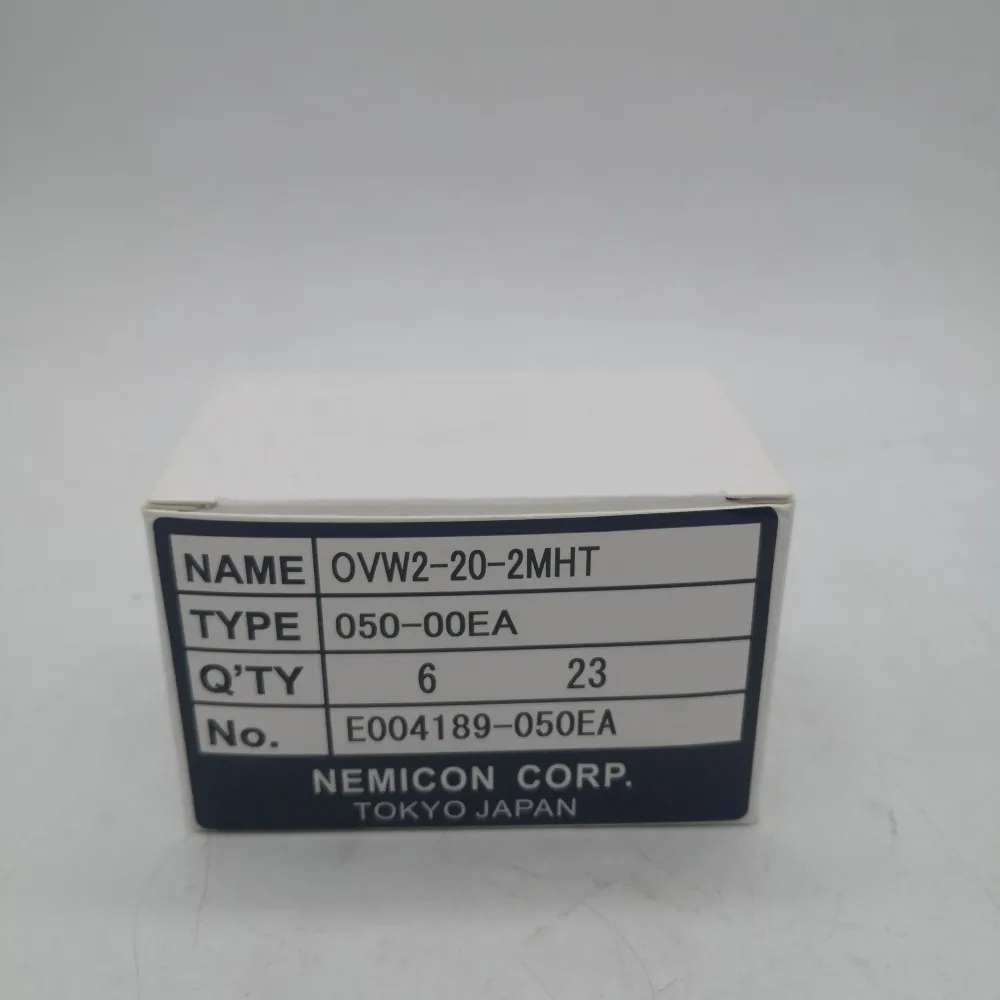 NAME OVW2-20-2MHT
TYPE 050-00EA
Q'TY 6 23
No. E004189-050EA
NEMICON CORP.
TOKYO JAPAN